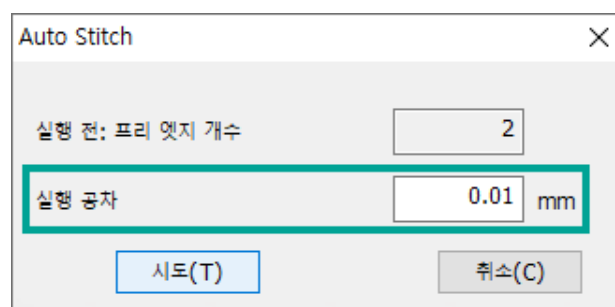 Auto Stitch
실행 전: 프리 엣지 개수 2
실행 공차 0.01 mm
시도(T) 취소(C)